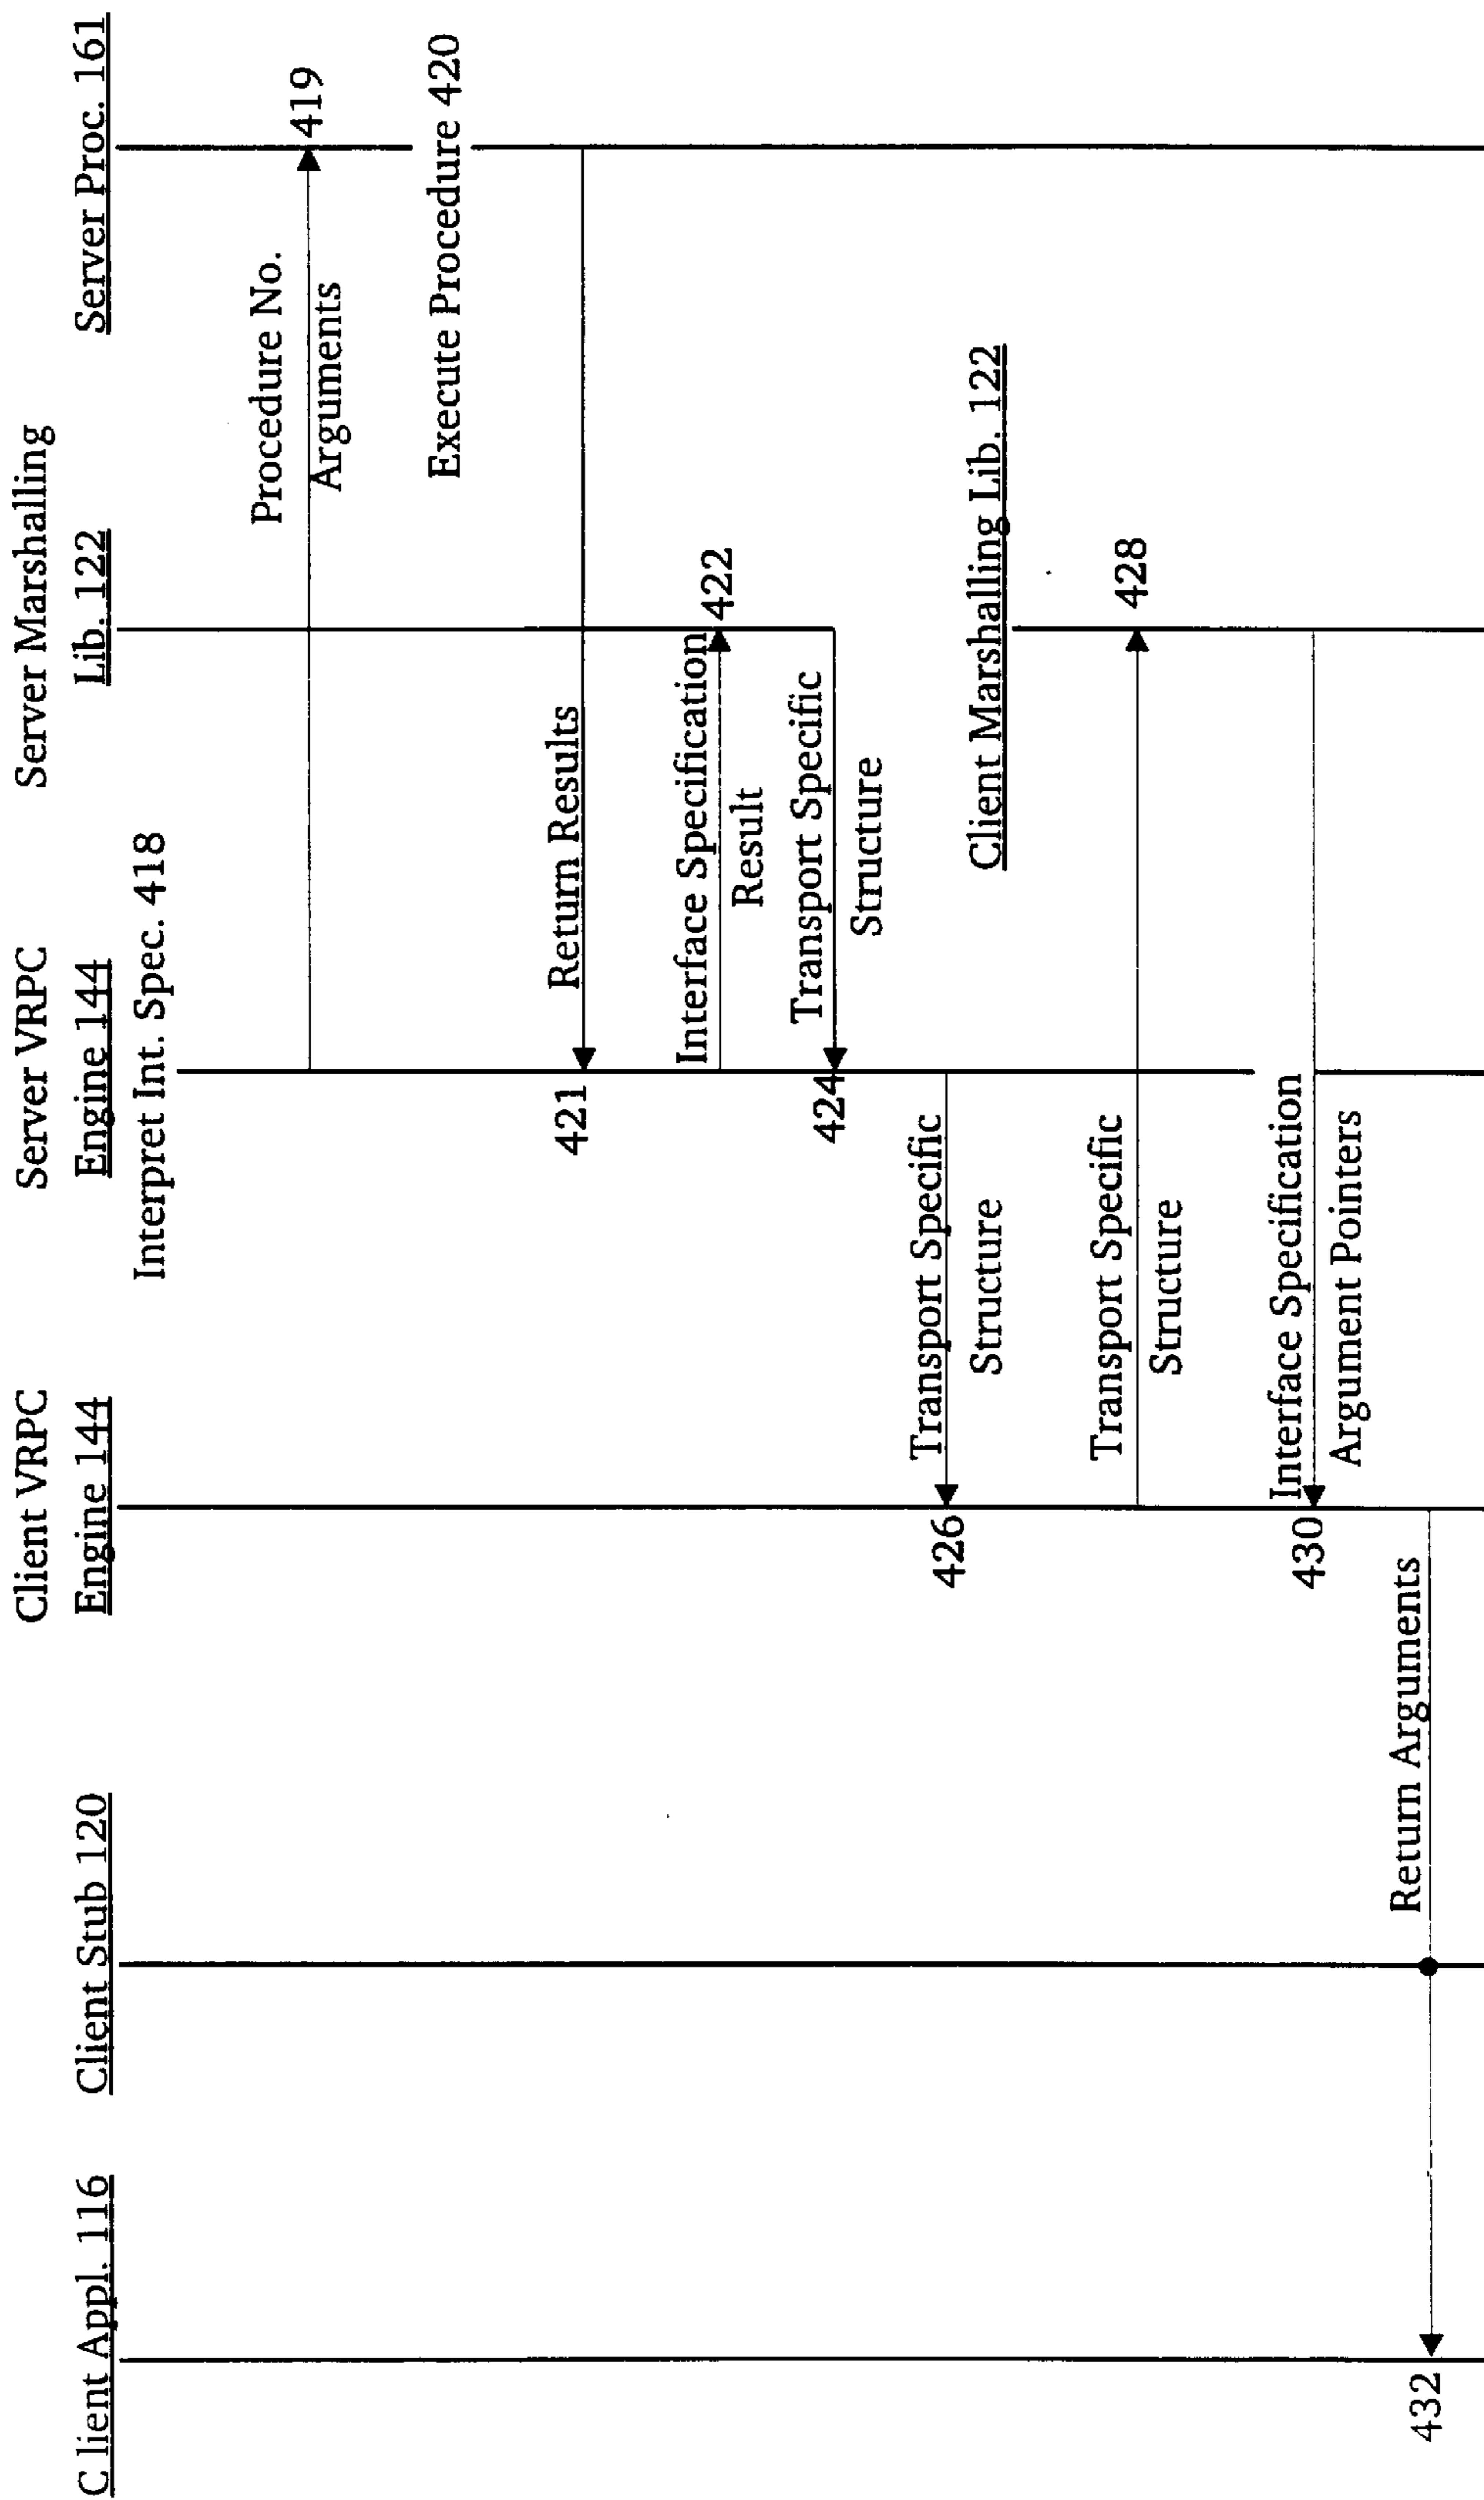 Client Appl. 116
Client Stub 120
Client VRPC
Engine 144
Server VRPC
Engine 144
Server Marshalling
Lib. 122
Server Proc. 161
Interpret Int. Spec. 418
Procedure No.
Arguments
419
Execute Procedure 420
Return Results
421
Interface Specification
Result
422
Transport Specific
Structure
424
Transport Specific
Structure
426
Client Marshalling Lib. 122
Transport Specific
Structure
428
Interface Specification
Argument Pointers
430
Return Arguments
432